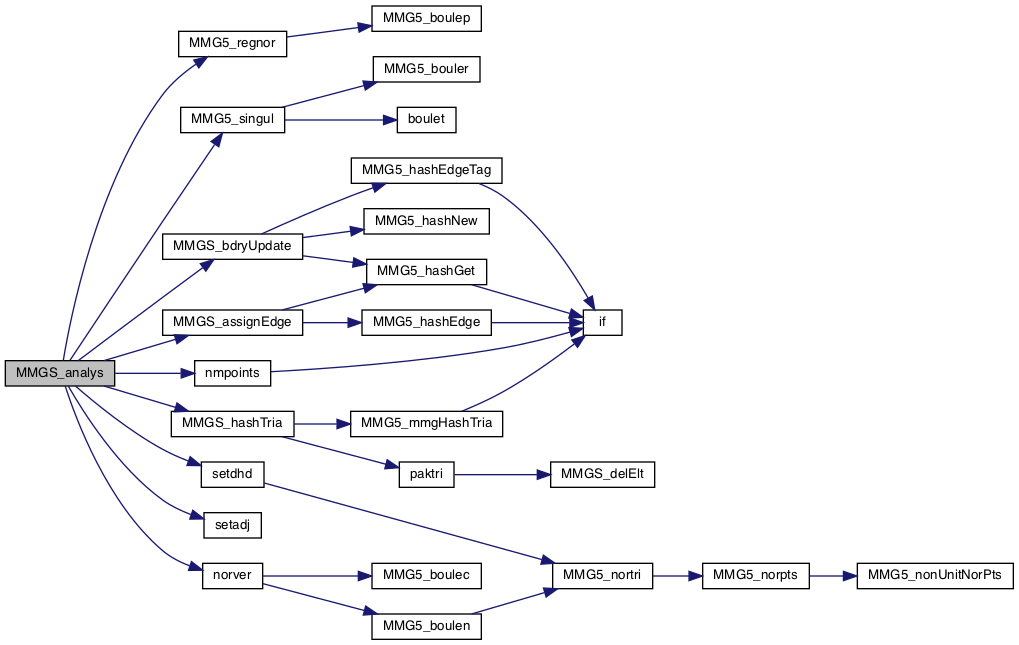 MMG5_boulep
MMG5_regnor
MMG5_bouler
MMG5_singul
boulet
MMG5_hashEdgeTag
MMG5_hashNew
MMGS_bdryUpdate
MMG5_hashGet
MMGS_assignEdge
MMG5_hashEdge
if
MMGS_analys
nmpoints
MMGS_hashTria
MMG5_mmgHashTria
setdhd
paktri
MMGS_delElt
setadj
norver
MMG5_boulec
MMG5_nortri
MMG5_norpts
MMG5_nonUnitNorPts
MMG5_boulen